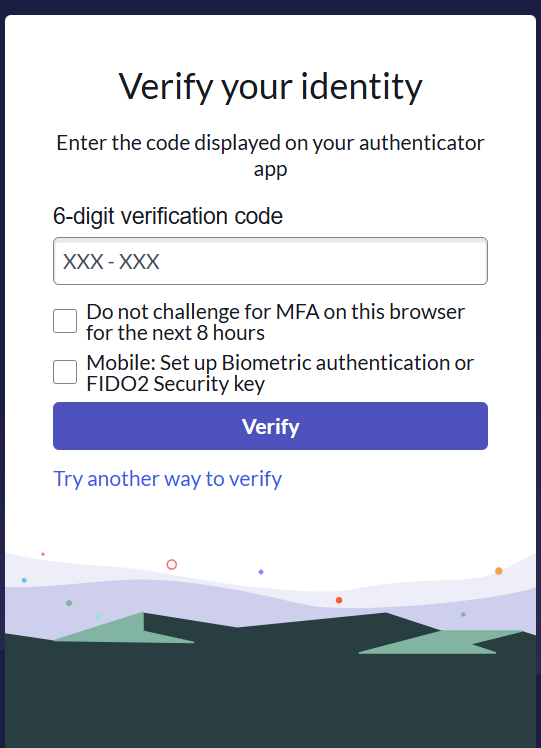 Verify your identity
Enter the code displayed on your authenticator
app
6-digit verification code
XXX - XXX
Do not challenge for MFA on this browser
for the next 8 hours
Mobile: Set up Biometric authentication or
FIDO2 Security key
Verify
Try another way to verify